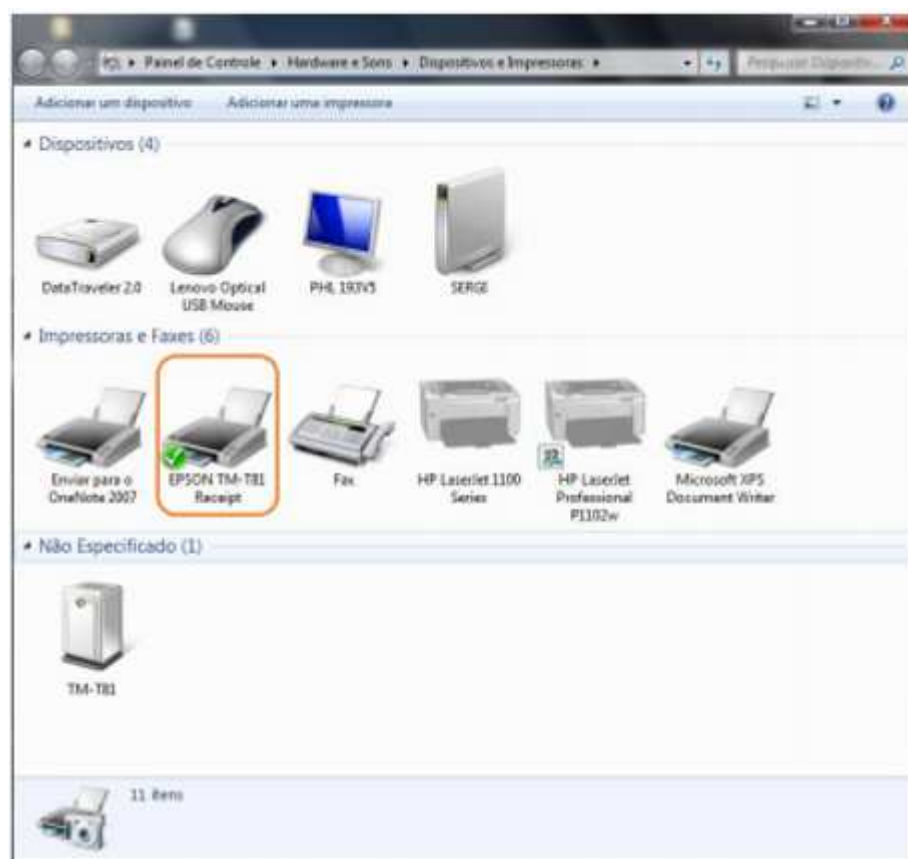 Painel de Controle ▸ Hardware e Sons ▸ Dispositivos e Impressoras ▸
Adicionar um dispositivo Adicionar uma impressora
Dispositivos (4)
DataTraveler 2.0
Lenovo Optical
USB Mouse
PHL 193V5
SERGE
Impressoras e Faxes (6)
Enviar para o
OneNote 2007
EPSON TM-T81
Receipt
Fax
HP LaserJet 1100
Series
HP LaserJet
Professional
P1102w
Microsoft XPS
Document Writer
Não Especificado (1)
TM-T81
11 itens